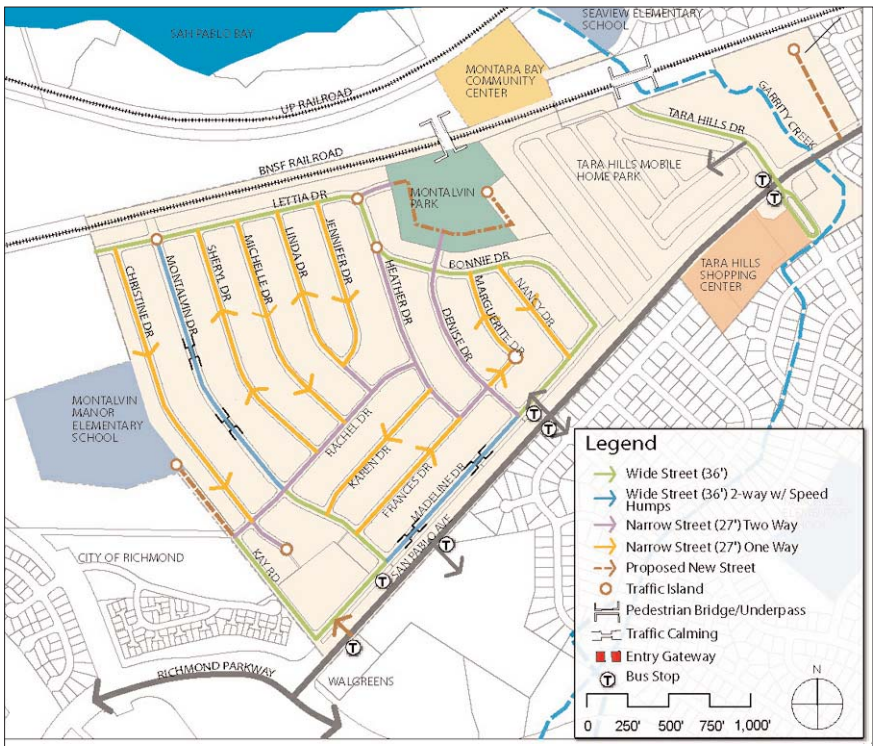 SAN PABLO BAY
SEAVIEW ELEMENTARY
SCHOOL
MONTARA BAY
COMMUNITY
CENTER
UP RAILROAD
BNSF RAILROAD
GARRITY CREEK
TARA HILLS DR
TARA HILLS MOBILE
HOME PARK
MONTALVIN
PARK
LETTIA DR
BONNIE DR
TARA HILLS
SHOPPING
CENTER
CHRISTINE DR
MONTALVIN DR
SHERYL DR
MICHELLE DR
LINDA DR
JENNIFER DR
HEATHER DR
DENISE DR
MARGUERITE DR
NANCY DR
MONTALVIN
MANOR
ELEMENTARY
SCHOOL
RACHEL DR
KAREN DR
FRANCES DR
MADELINE DR
SAN PABLO AVE
KAY RD
CITY OF RICHMOND
RICHMOND PARKWAY
WALGREENS
T
T
T
T
T
T
T
Legend
Wide Street (36')
Wide Street (36') 2-way w/ Speed
Humps
Narrow Street (27') Two Way
Narrow Street (27') One Way
Proposed New Street
Traffic Island
Pedestrian Bridge/Underpass
Traffic Calming
Entry Gateway
T Bus Stop
N
0 250' 500' 750' 1,000'